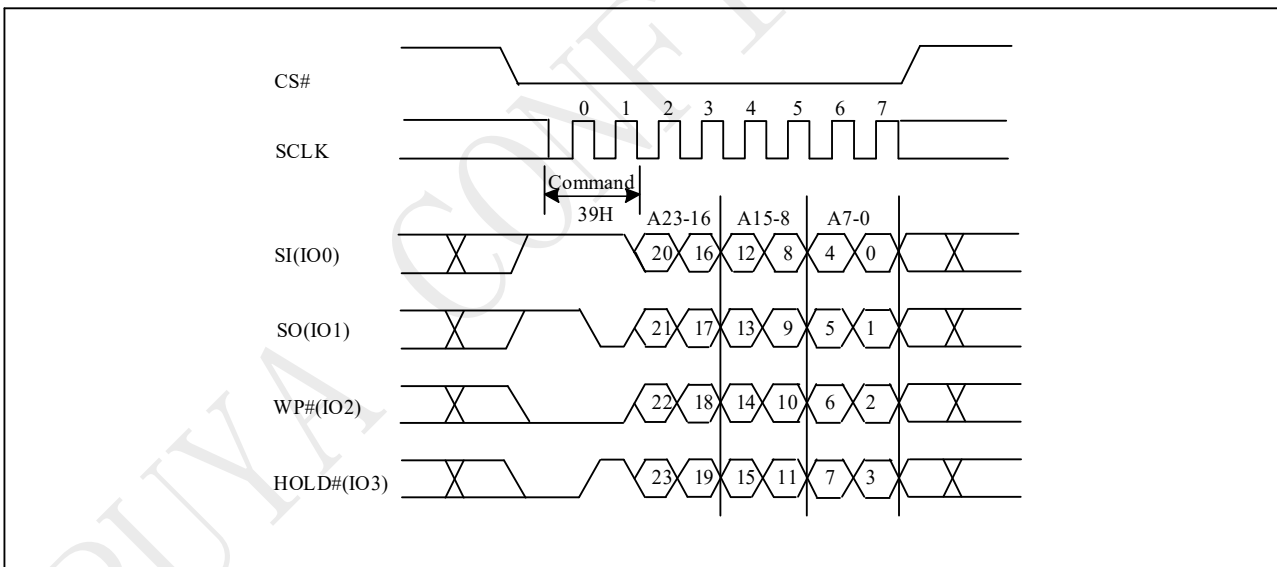 CS#
0 1 2 3 4 5 6 7
SCLK
Command
39H
A23-16 A15-8 A7-0
SI(IO0)
20 16 12 8 4 0
SO(IO1)
21 17 13 9 5 1
WP#(IO2)
22 18 14 10 6 2
HOLD#(IO3)
23 19 15 11 7 3